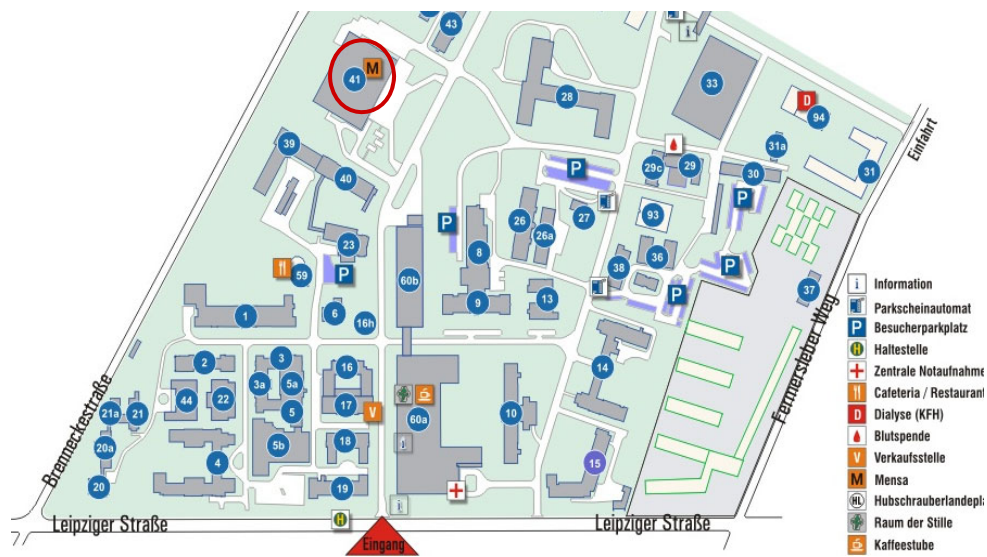 43
41
M
33
28
D
94
31a
Einfahrt
39
29c
29
30
31
40
P
P
26
27
93
P
8
26a
23
36
38
60b
P
59
P
37
9
13
P
1
6
16h
3
16
2
14
3a
5a
44
22
17
V
60a
10
21a
21
5
18
5b
20a
4
15
20
19
i
i
i
H
Brenneckestraße
Fermersleber Weg
Leipziger Straße
Leipziger Straße
Eingang
i Information
Parkscheinautomat
P Besucherparkplatz
H Haltestelle
Zentrale Notaufnahme
Cafeteria / Restaurant
D Dialyse (KFH)
Blutspende
V Verkaufsstelle
M Mensa
HL Hubschrauberlandepla
Raum der Stille
Kaffeestube